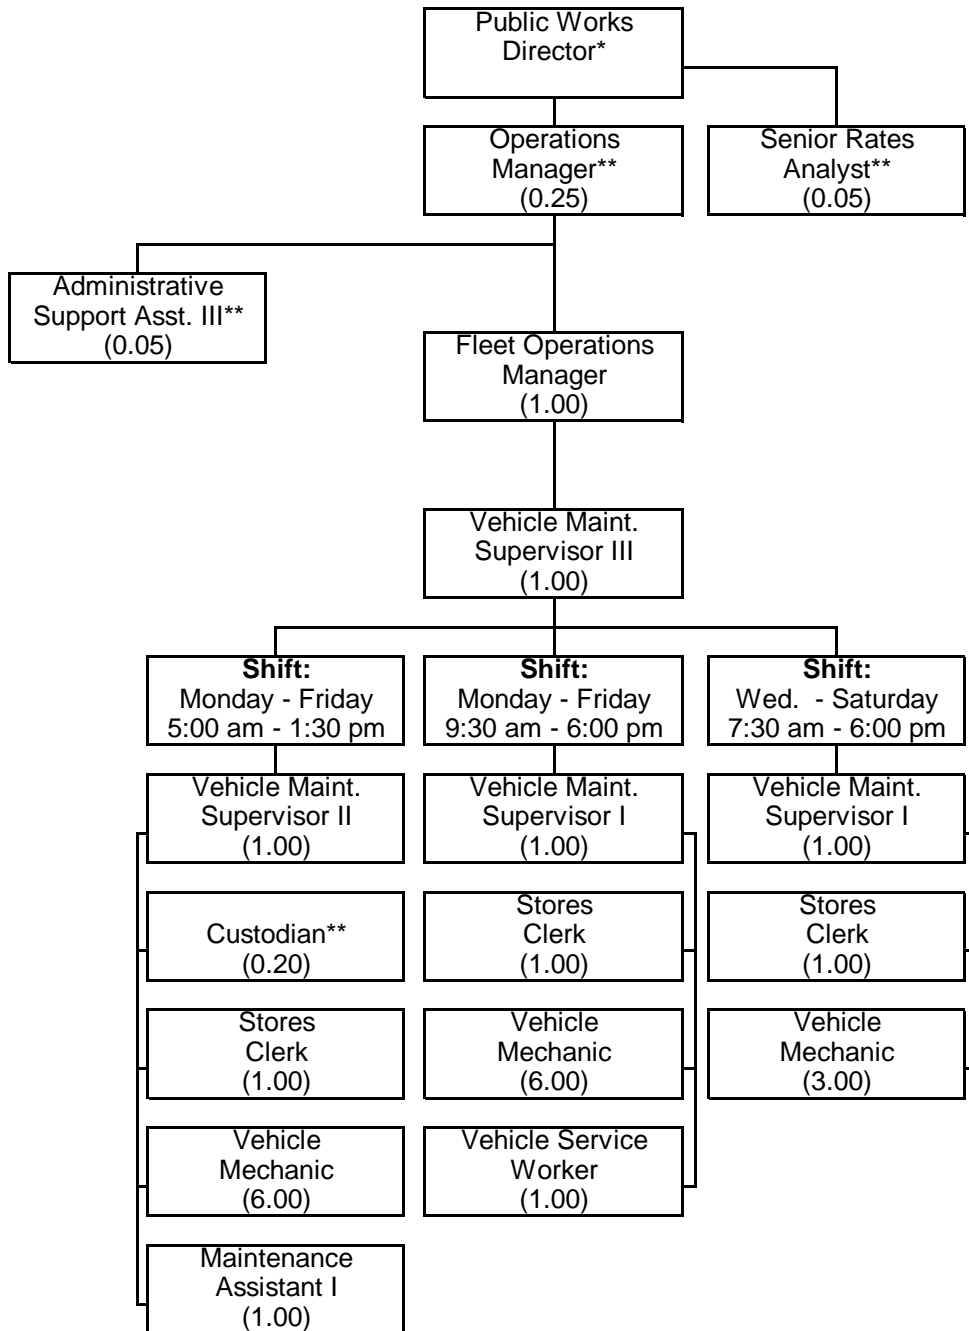 Public Works
Director*
Operations
Manager**
(0.25)
Senior Rates
Analyst**
(0.05)
Administrative
Support Asst. III**
(0.05)
Fleet Operations
Manager
(1.00)
Vehicle Maint.
Supervisor III
(1.00)
Shift:
Monday - Friday
5:00 am - 1:30 pm
Shift:
Monday - Friday
9:30 am - 6:00 pm
Shift:
Wed.  - Saturday
7:30 am - 6:00 pm
Vehicle Maint.
Supervisor II
(1.00)
Vehicle Maint.
Supervisor I
(1.00)
Vehicle Maint.
Supervisor I
(1.00)
Custodian**
(0.20)
Stores
Clerk
(1.00)
Stores
Clerk
(1.00)
Stores
Clerk
(1.00)
Vehicle
Mechanic
(6.00)
Vehicle
Mechanic
(3.00)
Vehicle
Mechanic
(6.00)
Vehicle Service
Worker
(1.00)
Maintenance
Assistant I
(1.00)